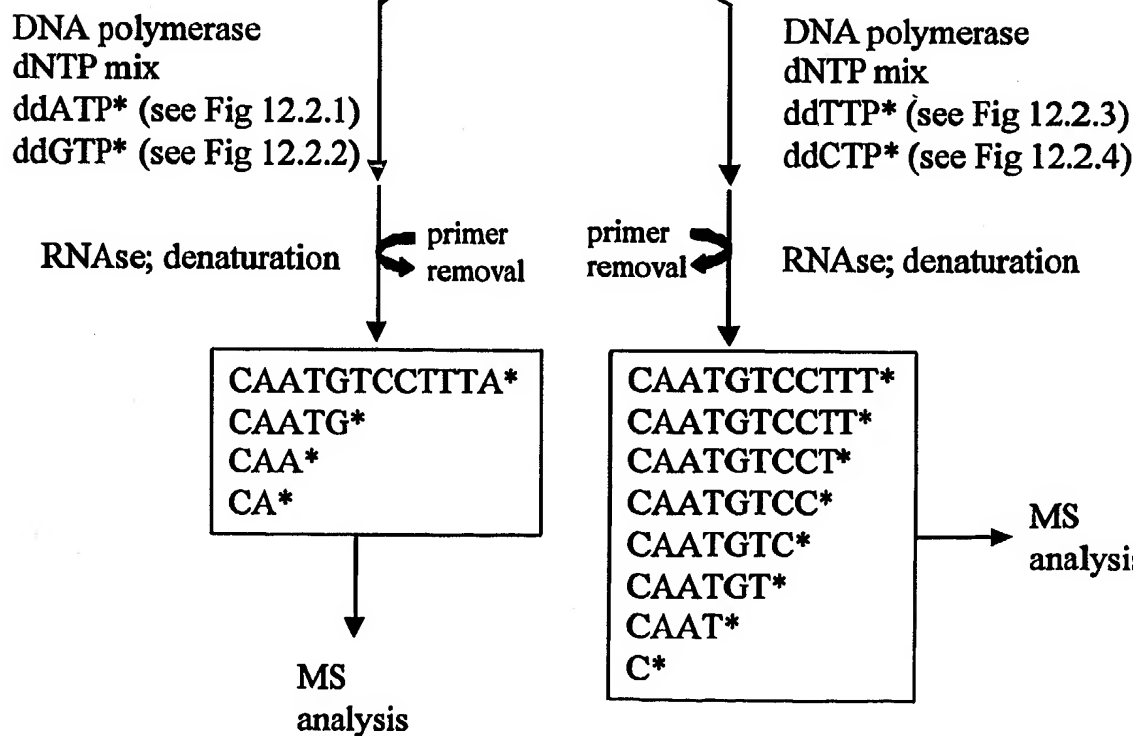 DNA polymerase
dNTP mix
ddATP* (see Fig 12.2.1)
ddGTP* (see Fig 12.2.2)
DNA polymerase
dNTP mix
ddTTP* (see Fig 12.2.3)
ddCTP* (see Fig 12.2.4)
RNAse; denaturation
primer
removal
primer
removal
RNAse; denaturation
CAATGTCCTTTA*
CAATG*
CAA*
CA*
MS
analysis
CAATGTCCTTT*
CAATGTCCTT*
CAATGTCCT*
CAATGTCC*
CAATGTC*
CAATGT*
CAAT*
C*
MS
analysis